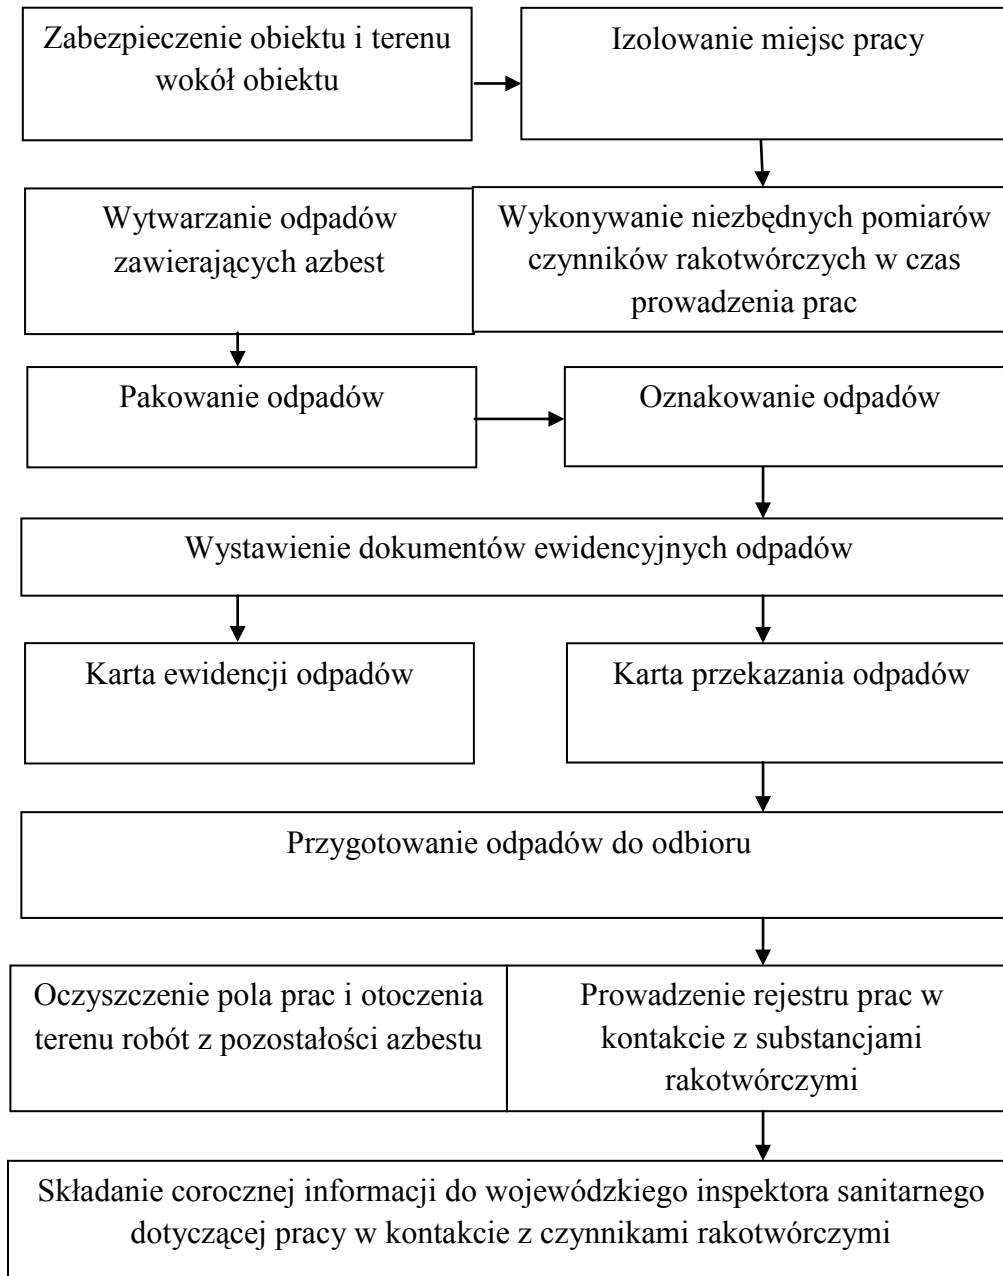 Zabezpieczenie obiektu i terenu
wokół obiektu
Izolowanie miejsc pracy
Wytwarzanie odpadów
zawierających azbest
Wykonywanie niezbędnych pomiarów
czynników rakotwórczych w czas
prowadzenia prac
Pakowanie odpadów
Oznakowanie odpadów
Wystawienie dokumentów ewidencyjnych odpadów
Karta ewidencji odpadów
Karta przekazania odpadów
Przygotowanie odpadów do odbioru
Oczyszczenie pola prac i otoczenia
terenu robót z pozostałości azbestu
Prowadzenie rejestru prac w
kontakcie z substancjami
rakotwórczymi
Składanie corocznej informacji do wojewódzkiego inspektora sanitarnego
dotyczącej pracy w kontakcie z czynnikami rakotwórczymi